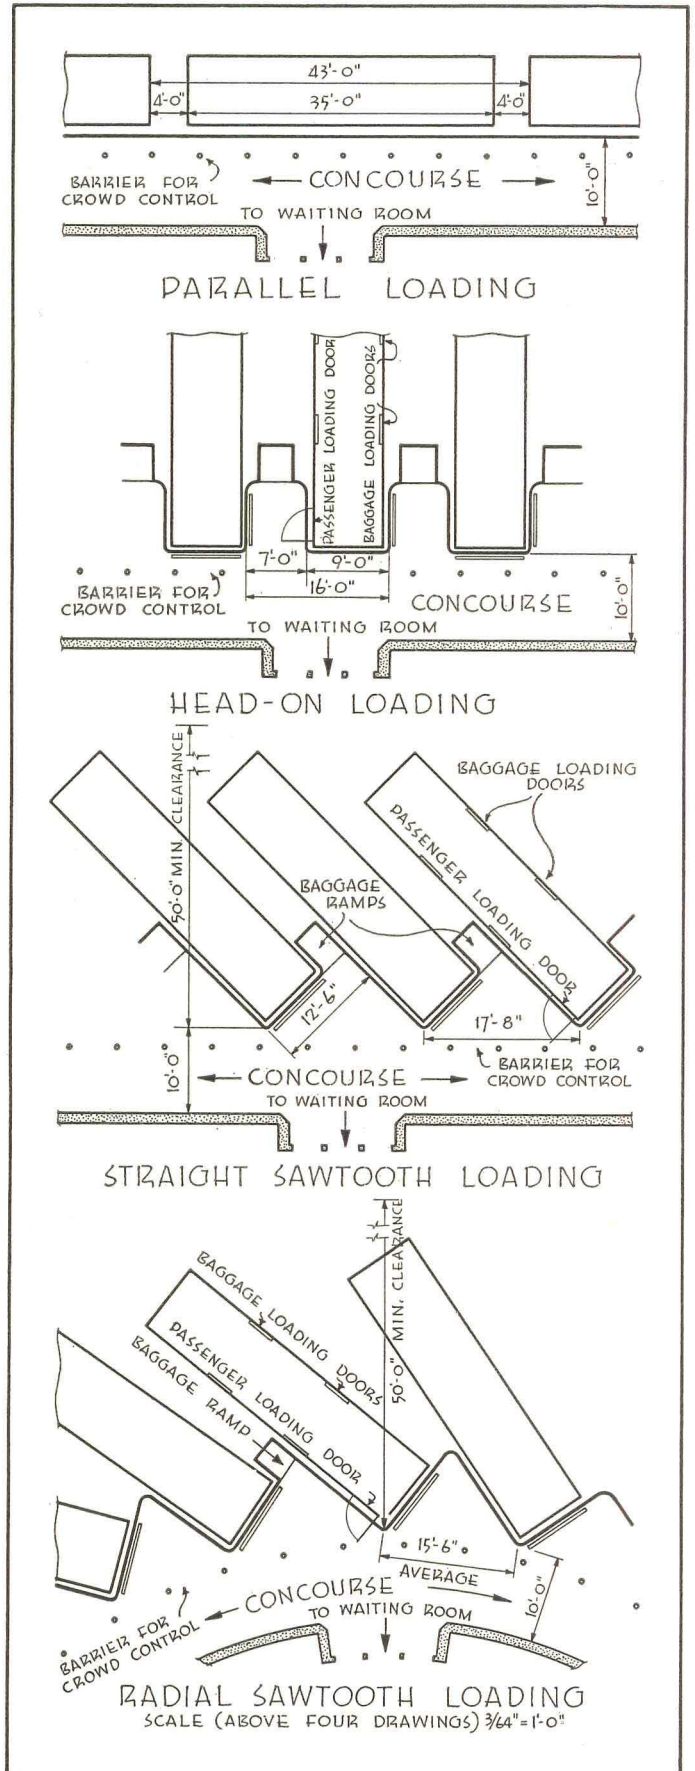 43'-0"
4'-0" 35'-0" 4'-0"
BARRIER FOR
CROWD CONTROL
CONCOURSE
10'-0"
TO WAITING ROOM
PARALLEL LOADING
PASSENGER LOADING DOOR
BAGGAGE LOADING DOORS
7'-0" 9'-0"
16'-0"
BARRIER FOR
CROWD CONTROL
CONCOURSE
10'-0"
TO WAITING ROOM
HEAD-ON LOADING
50'-0" MIN. CLEARANCE
BAGGAGE LOADING
DOORS
PASSENGER LOADING DOOR
BAGGAGE
RAMPS
12'-6"
17'-8"
10'-0"
BARRIER FOR
CROWD CONTROL
CONCOURSE
TO WAITING ROOM
STRAIGHT SAWTOOTH LOADING
50'-0" MIN. CLEARANCE
BAGGAGE LOADING DOORS
PASSENGER LOADING DOOR
BAGGAGE RAMP
15'-6"
AVERAGE
10'-0"
CONCOURSE
TO WAITING ROOM
BARRIER FOR
CROWD CONTROL
RADIAL SAWTOOTH LOADING
SCALE (ABOVE FOUR DRAWINGS) 3/64"=1'-0"